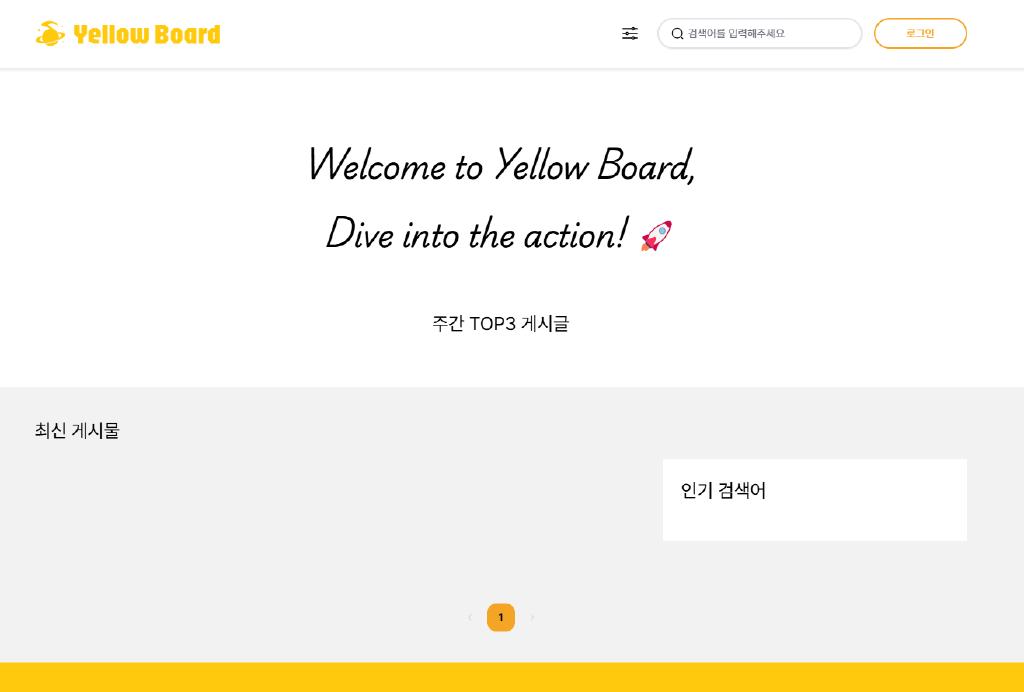 Yellow Board
검색어를 입력해주세요
로그인
Welcome to Yellow Board,
Dive into the action! 🚀
주간 TOP3 게시글
최신 게시물
인기 검색어
1